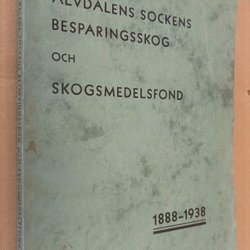 ÄLVDALENS SOCKENS
BESPARINGSSKOG
OCH
SKOGSMEDELSFOND
1888-1938